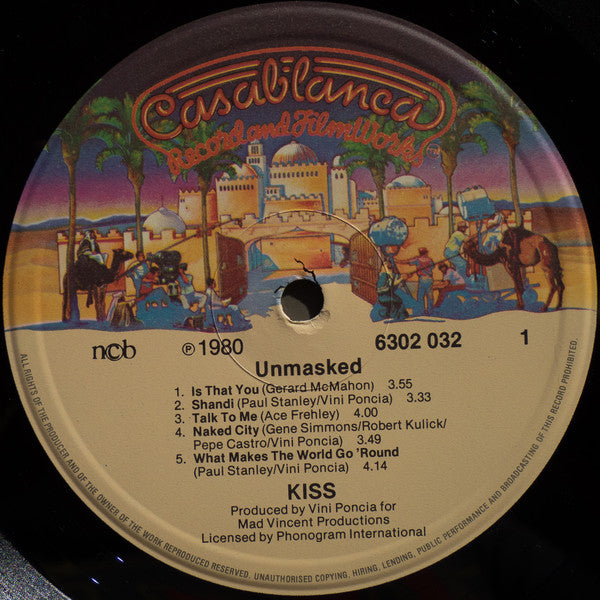 Casablanca
Record and FilmWorks™
ncb
℗ 1980
6302 032
1
Unmasked
1. Is That You (Gerard McMahon) 3.55
2. Shandi (Paul Stanley/Vini Poncia) 3.33
3. Talk To Me (Ace Frehley) 4.00
4. Naked City (Gene Simmons/Robert Kulick/
Pepe Castro/Vini Poncia) 3.49
5. What Makes The World Go 'Round
(Paul Stanley/Vini Poncia) 4.14
KISS
Produced by Vini Poncia for
Mad Vincent Productions
Licensed by Phonogram International
ALL RIGHTS OF THE PRODUCER AND OF THE OWNER OF THE WORK REPRODUCED RESERVED. UNAUTHORISED COPYING, HIRING, LENDING, PUBLIC PERFORMANCE AND BROADCASTING OF THIS RECORD PROHIBITED.